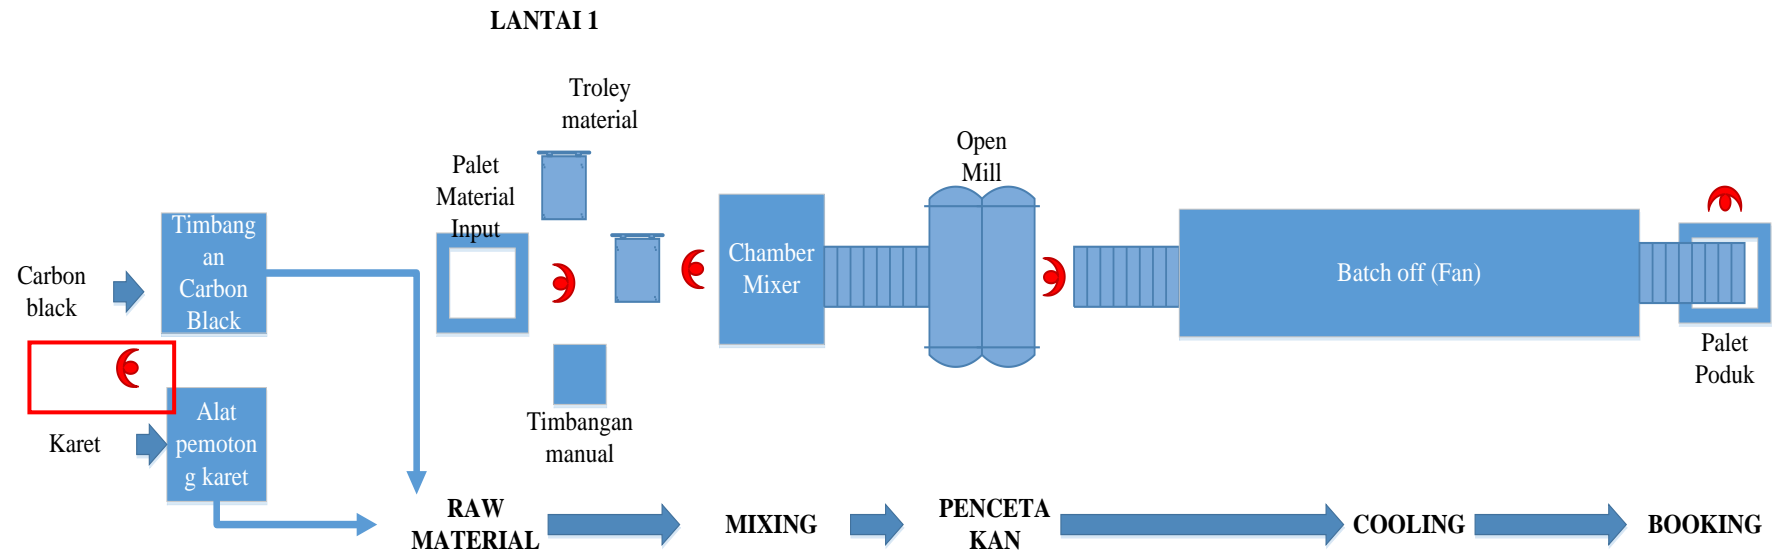 LANTAI 1
Troley
material
Open
Mill
Palet
Material
Input
Timbang
an
Carbon
Black
Carbon
black
Chamber
Mixer
Batch off (Fan)
Palet
Poduk
Alat
pemoton
g karet
Karet
Timbangan
manual
RAW
MATERIAL
MIXING
PENCETA
KAN
COOLING
BOOKING